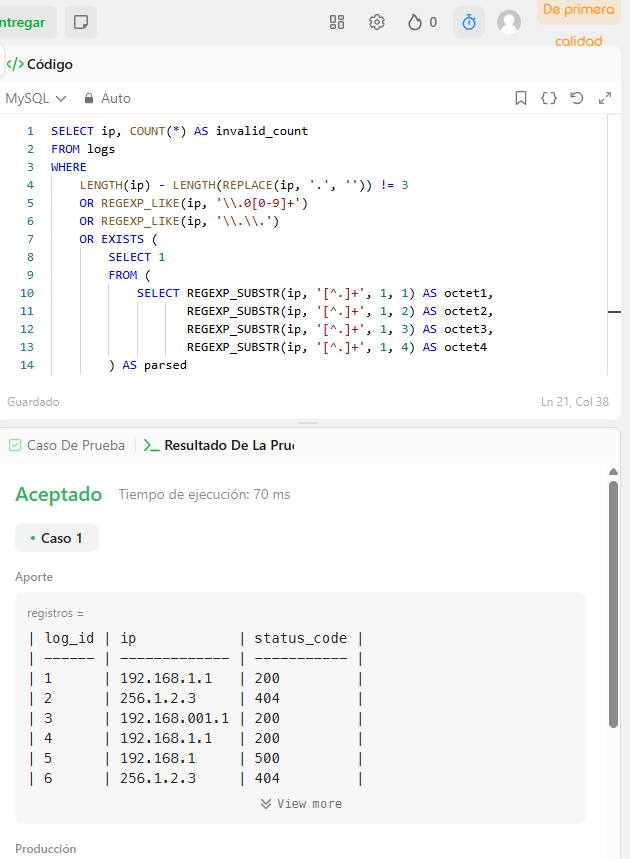 ntregar
0
De primera
calidad
</> Código
MySQL
Auto
1 SELECT ip, COUNT(*) AS invalid_count
2 FROM logs
3 WHERE
4 LENGTH(ip) - LENGTH(REPLACE(ip, '.', '')) != 3
5 OR REGEXP_LIKE(ip, '\\.0[0-9]+')
6 OR REGEXP_LIKE(ip, '\\.\\.')
7 OR EXISTS (
8 SELECT 1
9 FROM (
10 SELECT REGEXP_SUBSTR(ip, '[^.]+', 1, 1) AS octet1,
11 REGEXP_SUBSTR(ip, '[^.]+', 1, 2) AS octet2,
12 REGEXP_SUBSTR(ip, '[^.]+', 1, 3) AS octet3,
13 REGEXP_SUBSTR(ip, '[^.]+', 1, 4) AS octet4
14 ) AS parsed
Guardado
Ln 21, Col 38
Caso De Prueba
Resultado De La Prue
Aceptado Tiempo de ejecución: 70 ms
• Caso 1
Aporte
registros =
| log_id | ip | status_code |
| ------ | ------------- | ----------- |
| 1 | 192.168.1.1 | 200 |
| 2 | 256.1.2.3 | 404 |
| 3 | 192.168.001.1 | 200 |
| 4 | 192.168.1.1 | 200 |
| 5 | 192.168.1 | 500 |
| 6 | 256.1.2.3 | 404 |
View more
Producción